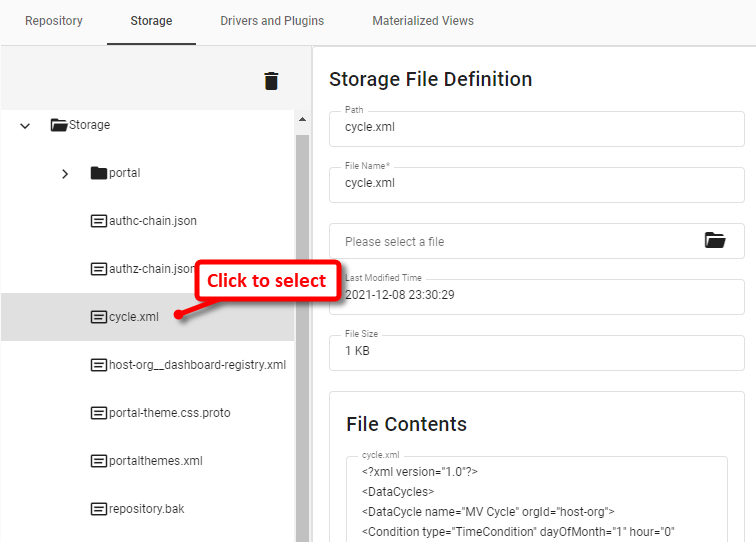 Repository Storage Drivers and Plugins Materialized Views
Storage
portal
authc-chain.json
authz-chain.json
cycle.xml
host-org__dashboard-registry.xml
portal-theme.css.proto
portalthemes.xml
repository.bak
Click to select
Storage File Definition
Path
cycle.xml
File Name*
cycle.xml
Please select a file
Last Modified Time
2021-12-08 23:30:29
File Size
1 KB
File Contents
cycle.xml
<?xml version="1.0"?>
<DataCycles>
<DataCycle name="MV Cycle" orgId="host-org">
<Condition type="TimeCondition" dayOfMonth="1" hour="0"